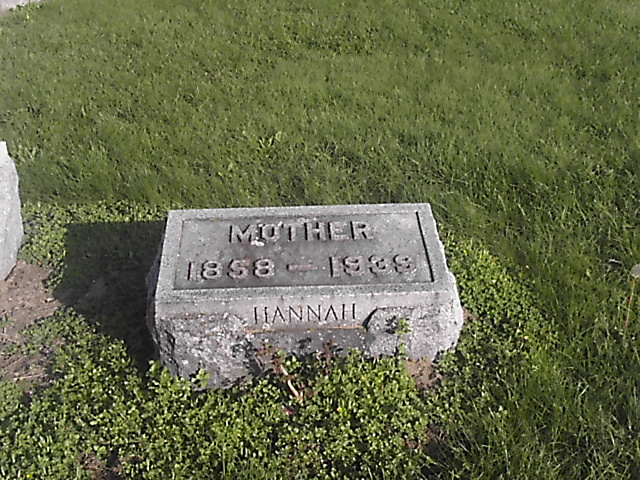 MOTHER
1858 — 1939
HANNAH